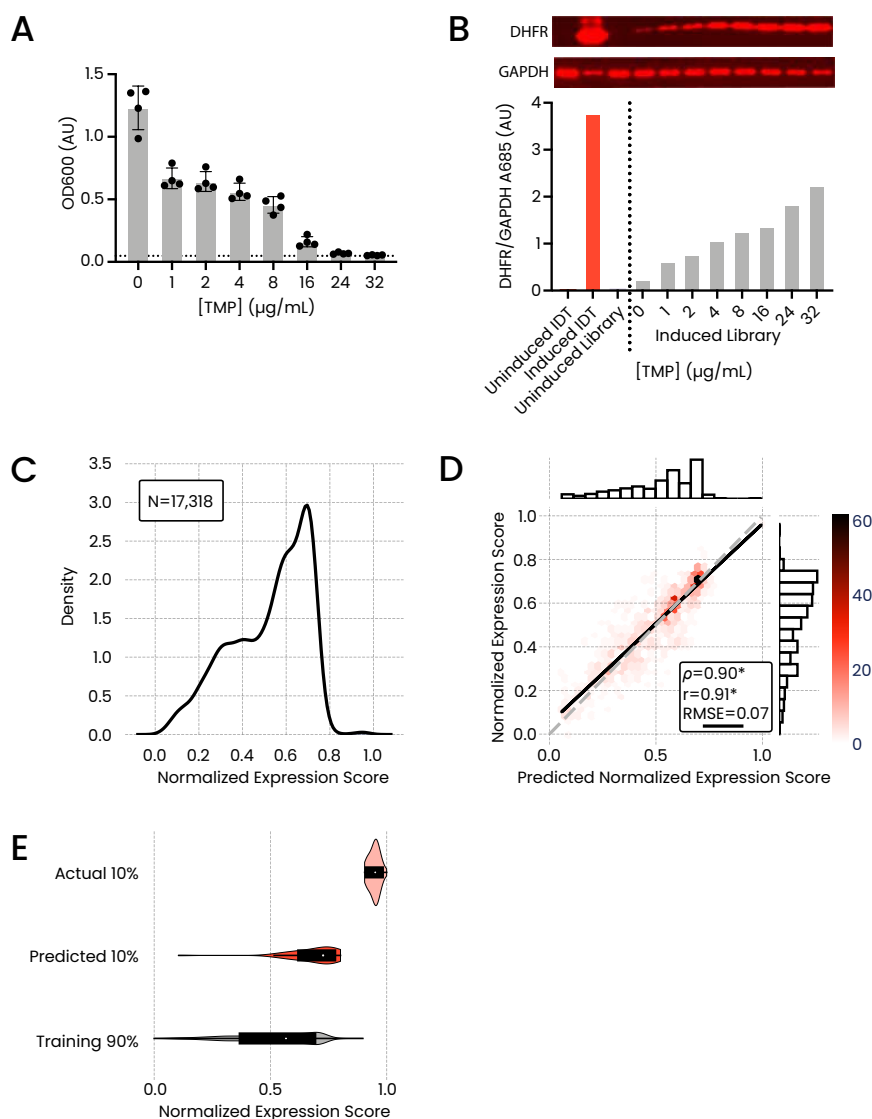 A
OD600 (AU)
1.5
1.0
0.5
0.0
0 1 2 4 8 16 24 32
[TMP] (µg/mL)
B
DHFR
GAPDH
DHFR/GAPDH A685 (AU)
4
3
2
1
0
Uninduced IDT
Induced IDT
Uninduced Library
0 1 2 4 8 16 24 32
Induced Library
[TMP] (µg/mL)
C
Density
3.5
3.0
2.5
2.0
1.5
1.0
0.5
0.0
N=17,318
0.0 0.2 0.4 0.6 0.8 1.0
Normalized Expression Score
D
Normalized Expression Score
1.0
0.8
0.6
0.4
0.2
0.0
ρ=0.90*
r=0.91*
RMSE=0.07
0.0 0.5 1.0
Predicted Normalized Expression Score
60
40
20
0
E
Actual 10%
Predicted 10%
Training 90%
0.0 0.5 1.0
Normalized Expression Score